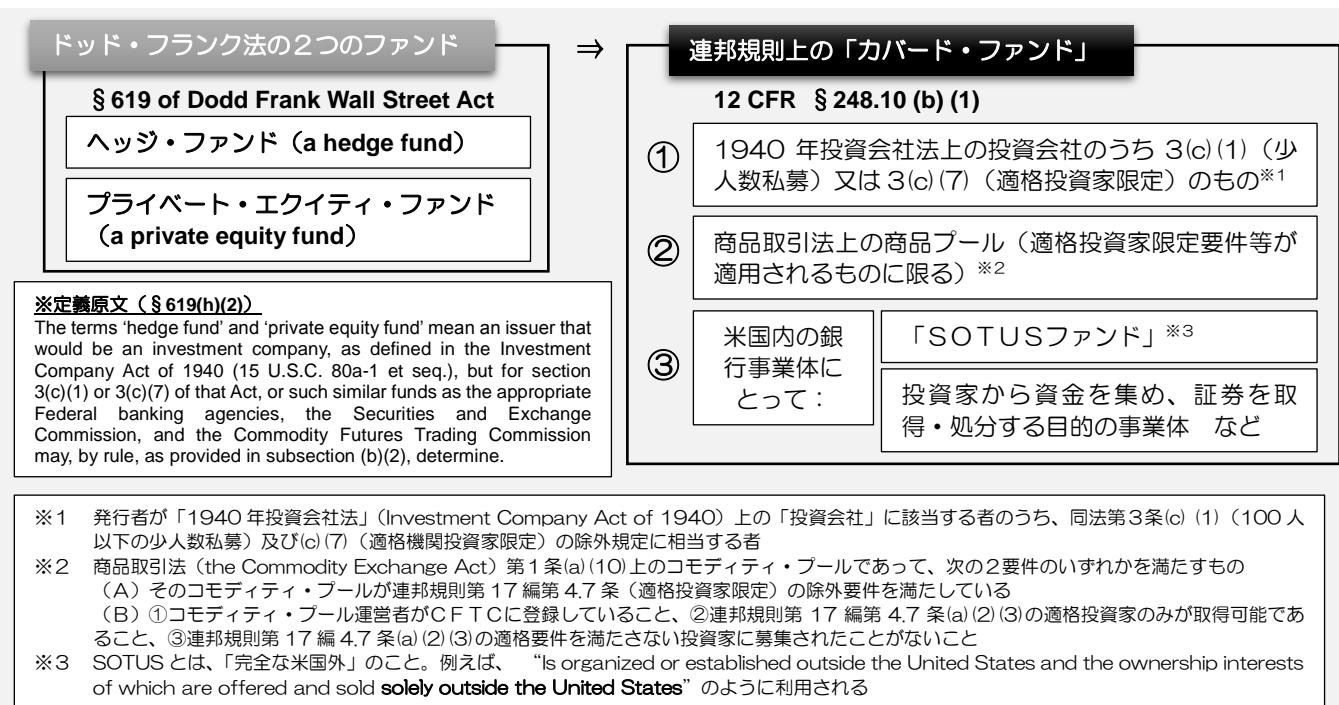 ドッド・フランク法の２つのファンド
§619 of Dodd Frank Wall Street Act
ヘッジ・ファンド（a hedge fund）
プライベート・エクイティ・ファンド
（a private equity fund）
※定義原文（§619(h)(2)）
The terms 'hedge fund' and 'private equity fund' mean an issuer that
would be an investment company, as defined in the Investment
Company Act of 1940 (15 U.S.C. 80a-1 et seq.), but for section
3(c)(1) or 3(c)(7) of that Act, or such similar funds as the appropriate
Federal banking agencies, the Securities and Exchange
Commission, and the Commodity Futures Trading Commission
may, by rule, as provided in subsection (b)(2), determine.
⇒
連邦規則上の「カバード・ファンド」
12 CFR §248.10 (b) (1)
①
1940 年投資会社法上の投資会社のうち 3(c)(1)（少
人数私募）又は 3(c)(7)（適格投資家限定）のもの※1
②
商品取引法上の商品プール（適格投資家限定要件等が
適用されるものに限る）※2
③
米国内の銀
行事業体に
とって：
「ＳＯＴＵＳファンド」※3
投資家から資金を集め、証券を取
得・処分する目的の事業体　など
※１　発行者が「1940 年投資会社法」（Investment Company Act of 1940）上の「投資会社」に該当する者のうち、同法第３条(c) (1)（100 人
以下の少人数私募）及び(c)(7)（適格機関投資家限定）の除外規定に相当する者
※２　商品取引法（the Commodity Exchange Act）第１条(a)(10)上のコモディティ・プールであって、次の２要件のいずれかを満たすもの
（Ａ）そのコモディティ・プールが連邦規則第 17 編第 4.7 条（適格投資家限定）の除外要件を満たしている
（Ｂ）①コモディティ・プール運営者がＣＦＴＣに登録していること、②連邦規則第 17 編第 4.7 条(a)(2)(3)の適格投資家のみが取得可能であ
ること、③連邦規則第 17 編 4.7 条(a)(2)(3)の適格要件を満たさない投資家に募集されたことがないこと
※３　SOTUS とは、「完全な米国外」のこと。例えば、 “Is organized or established outside the United States and the ownership interests
of which are offered and sold solely outside the United States”のように利用される